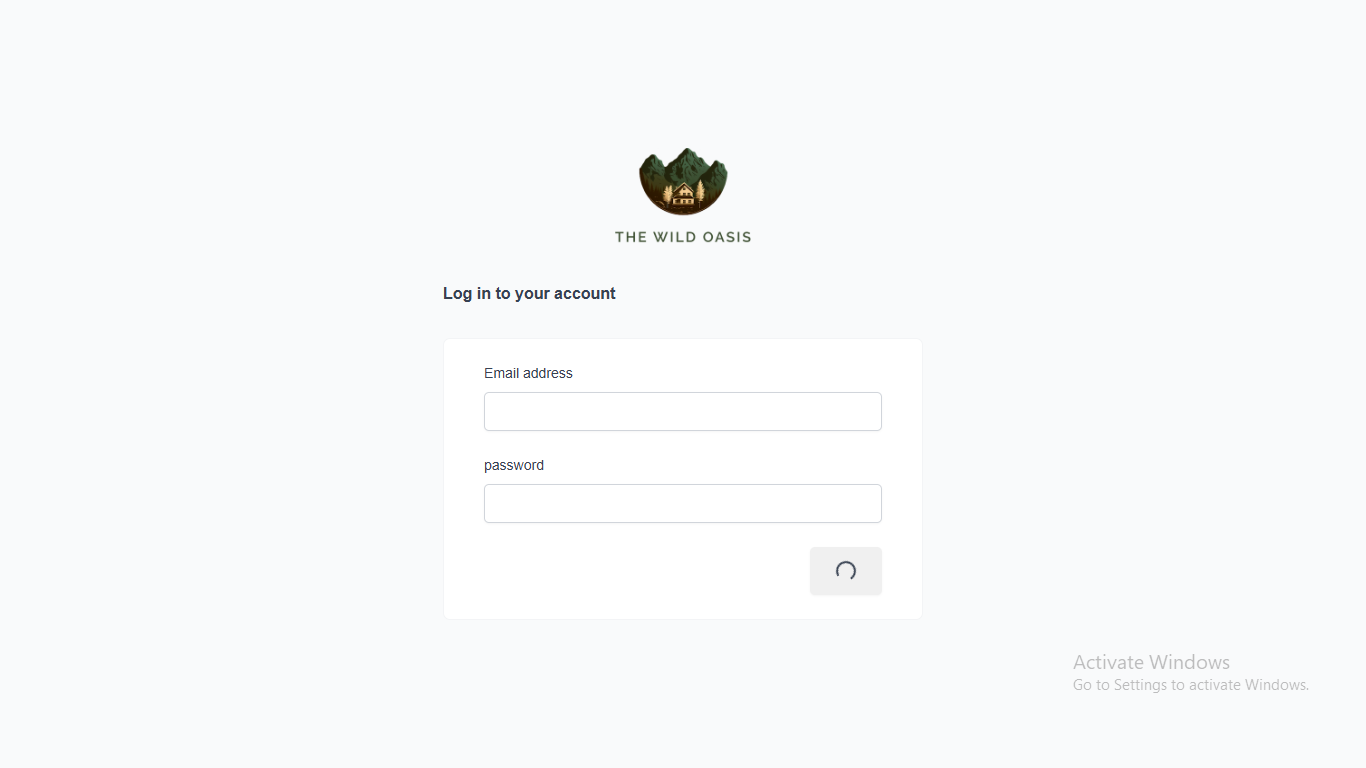 THE WILD OASIS
Log in to your account
Email address
password
Activate Windows
Go to Settings to activate Windows.